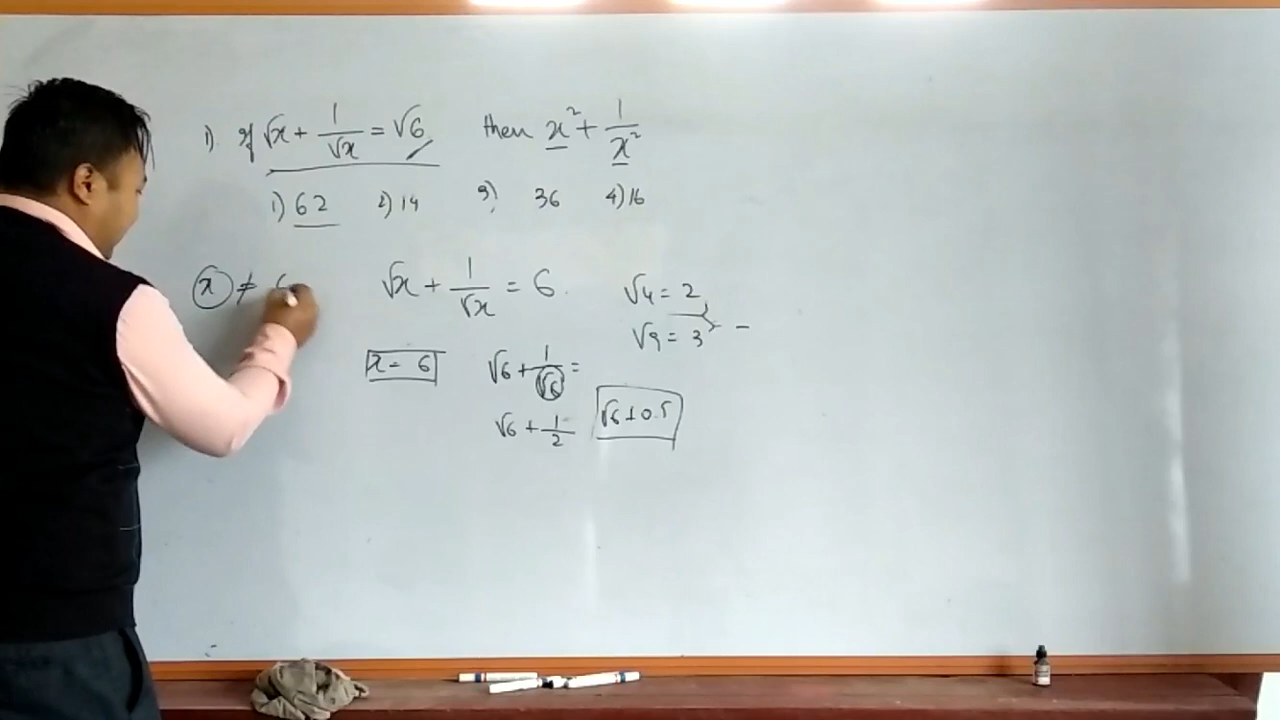 1). If √x + 1/√x = √6 then x² + 1/x²
1) 62 2) 14 3) 36 4) 16
x ≠ 6
√x + 1/√x = 6
√4 = 2
√9 = 3 -
x = 6
√6 + 1/√6 =
√6 + 1/2
√6 + 0.5